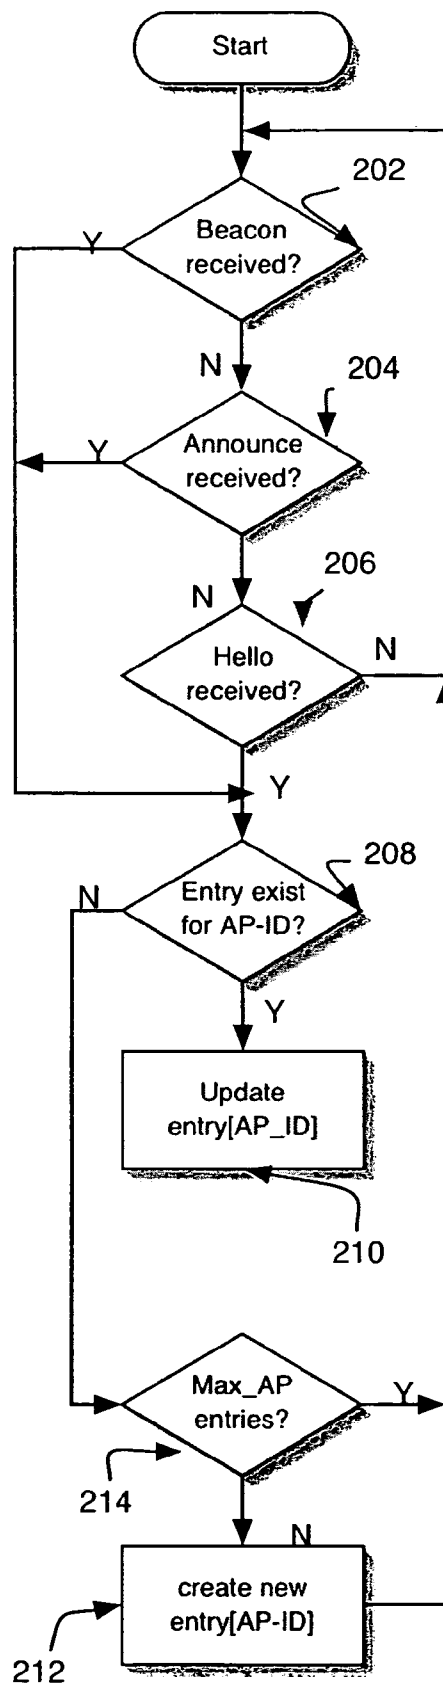 Start
202
Beacon
received?
Y
N
204
Announce
received?
Y
N
206
Hello
received?
N
Y
208
Entry exist
for AP-ID?
N
Y
Update
entry[AP_ID]
210
Max_AP
entries?
Y
214
N
create new
entry[AP-ID]
212